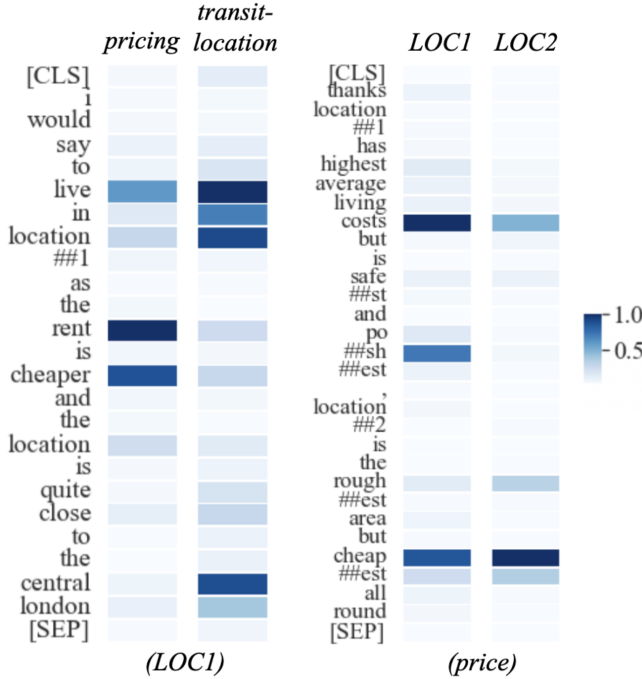 pricing
transit-
location
[CLS]
i
would
say
to
live
in
location
##1
as
the
rent
is
cheaper
and
the
location
is
quite
close
to
the
central
london
[SEP]
(LOC1)
LOC1 LOC2
[CLS]
thanks
location
##1
has
highest
average
living
costs
but
is
safe
##st
and
po
##sh
##est
,
location
##2
is
the
rough
##est
area
but
cheap
##est
all
round
[SEP]
(price)
1.0
0.5